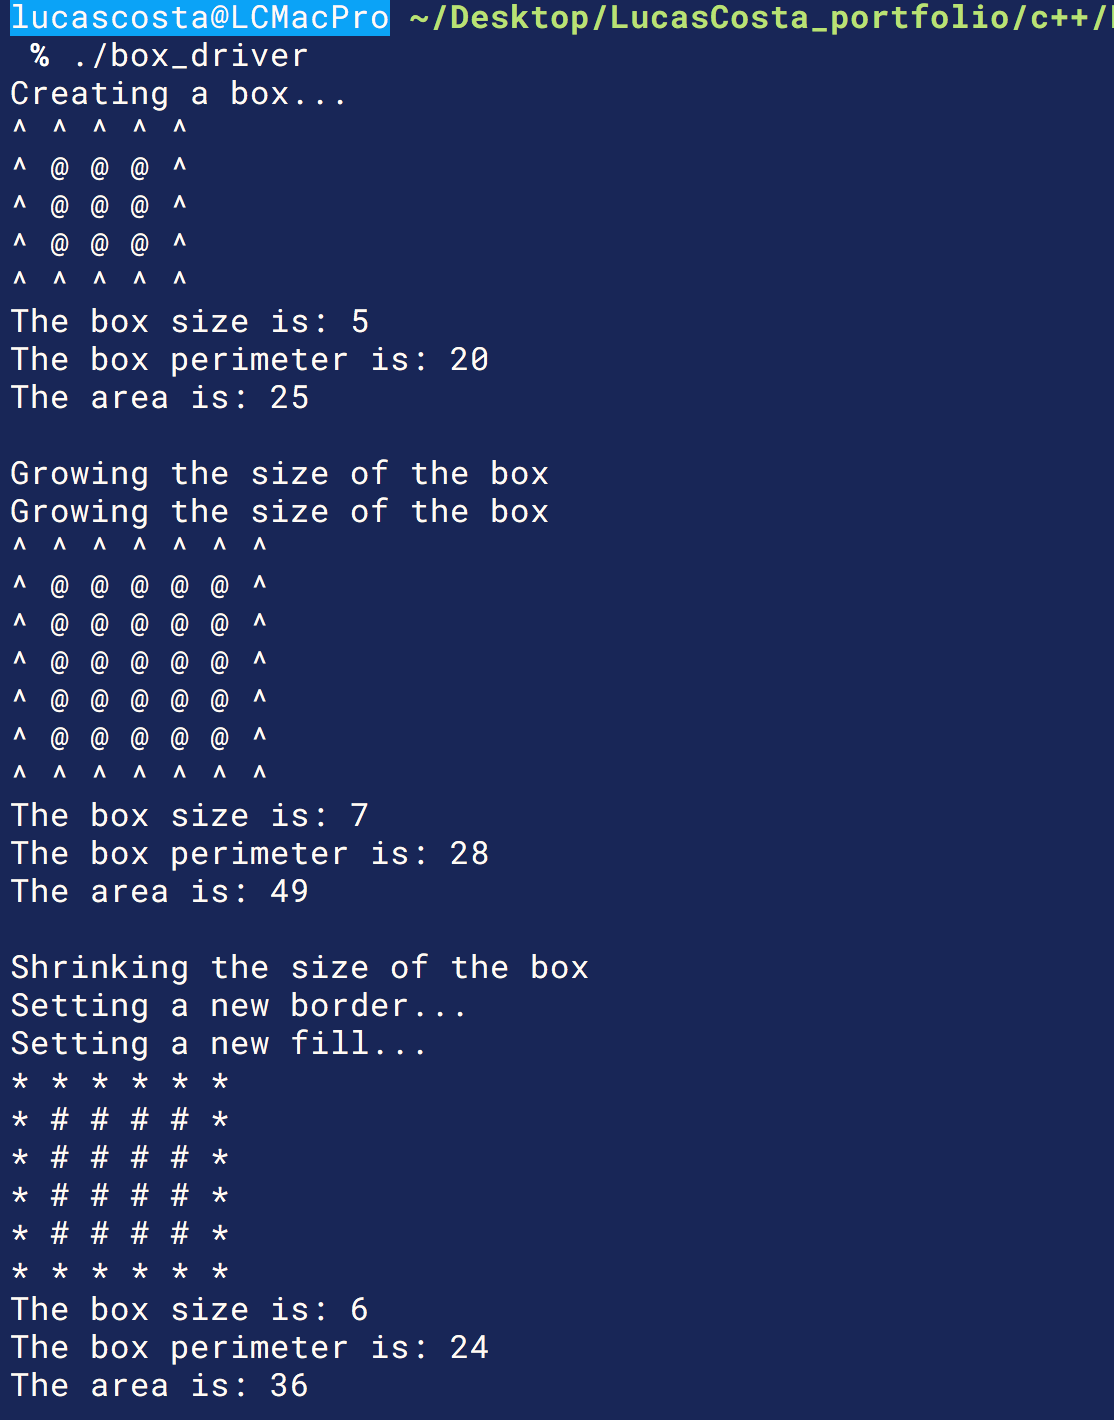 lucascosta@LCMacPro ~/Desktop/LucasCosta_portfolio/c++/
 % ./box_driver
Creating a box...
^ ^ ^ ^ ^
^ @ @ @ ^
^ @ @ @ ^
^ @ @ @ ^
^ ^ ^ ^ ^
The box size is: 5
The box perimeter is: 20
The area is: 25

Growing the size of the box
Growing the size of the box
^ ^ ^ ^ ^ ^ ^
^ @ @ @ @ @ ^
^ @ @ @ @ @ ^
^ @ @ @ @ @ ^
^ @ @ @ @ @ ^
^ @ @ @ @ @ ^
^ ^ ^ ^ ^ ^ ^
The box size is: 7
The box perimeter is: 28
The area is: 49

Shrinking the size of the box
Setting a new border...
Setting a new fill...
* * * * * *
* # # # # *
* # # # # *
* # # # # *
* # # # # *
* * * * * *
The box size is: 6
The box perimeter is: 24
The area is: 36